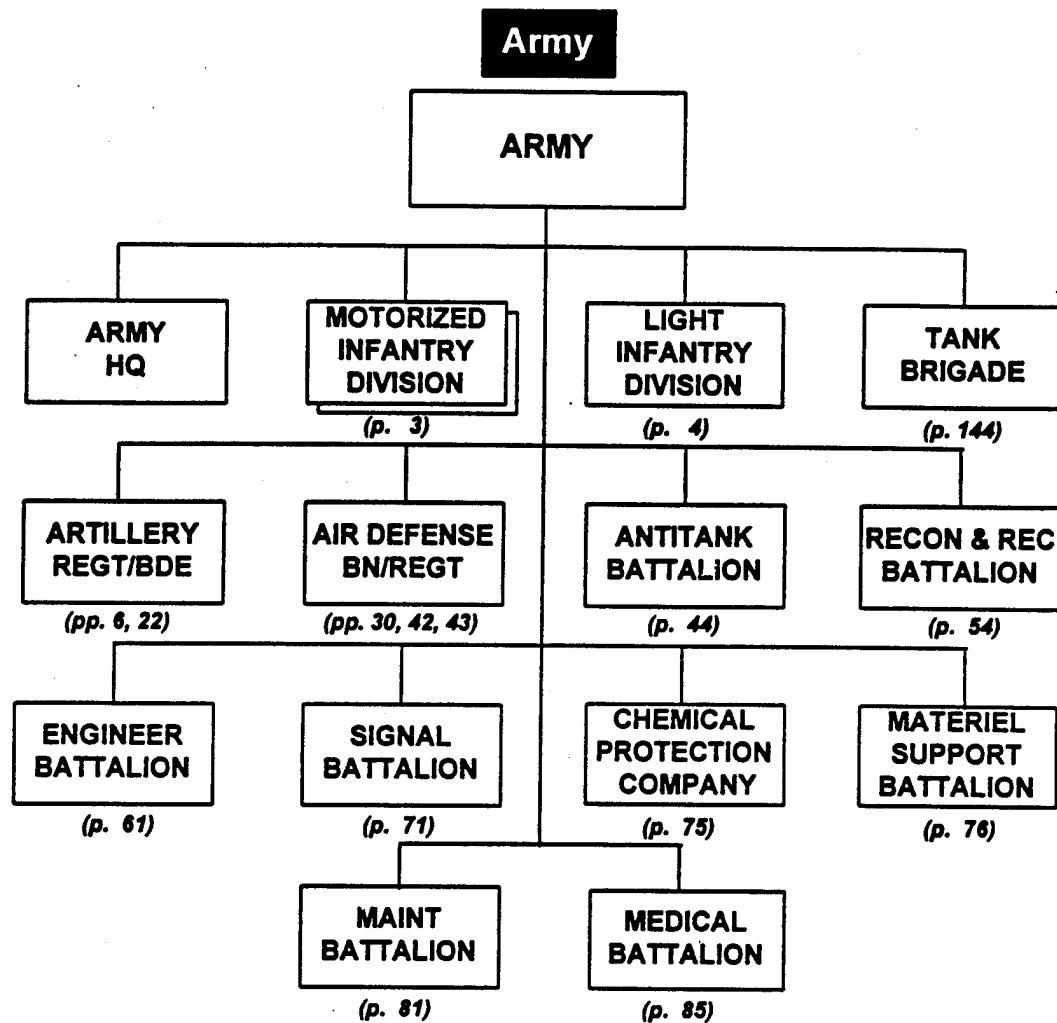 Army
ARMY
ARMY
HQ
MOTORIZED
INFANTRY
DIVISION
(p. 3)
LIGHT
INFANTRY
DIVISION
(p. 4)
TANK
BRIGADE
(p. 144)
ARTILLERY
REGT/BDE
(pp. 6, 22)
AIR DEFENSE
BN/REGT
(pp. 30, 42, 43)
ANTITANK
BATTALION
(p. 44)
RECON & REC
BATTALION
(p. 54)
ENGINEER
BATTALION
(p. 61)
SIGNAL
BATTALION
(p. 71)
CHEMICAL
PROTECTION
COMPANY
(p. 75)
MATERIEL
SUPPORT
BATTALION
(p. 76)
MAINT
BATTALION
(p. 81)
MEDICAL
BATTALION
(p. 85)